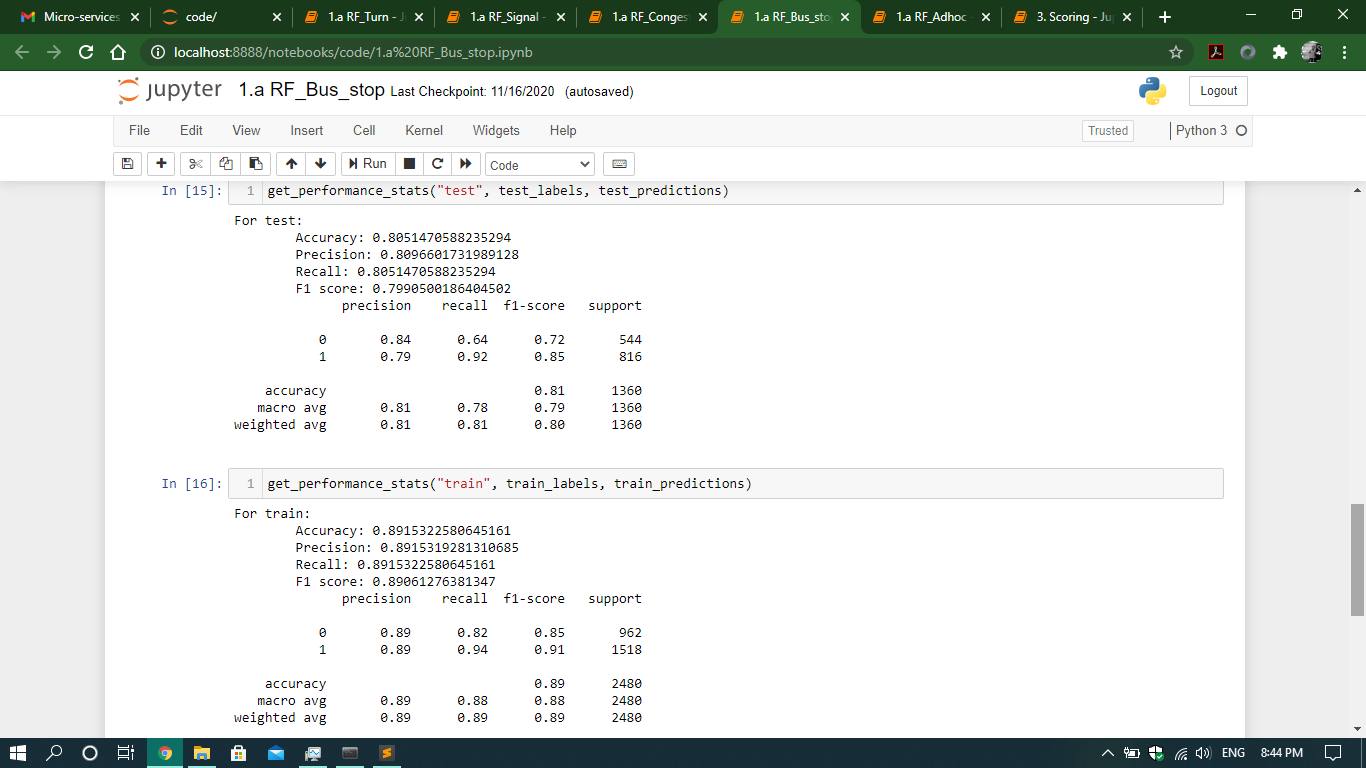 Micro-services
code/
1.a RF_Turn - J
1.a RF_Signal -
1.a RF_Conges
1.a RF_Bus_sto
1.a RF_Adhoc
3. Scoring - Ju
localhost:8888/notebooks/code/1.a%20RF_Bus_stop.ipynb
jupyter 1.a RF_Bus_stop Last Checkpoint: 11/16/2020 (autosaved)
Logout
File Edit View Insert Cell Kernel Widgets Help
Trusted Python 3
Run Code
In [15]: 1 get_performance_stats("test", test_labels, test_predictions)
For test:
Accuracy: 0.8051470588235294
Precision: 0.8096601731989128
Recall: 0.8051470588235294
F1 score: 0.7990500186404502
precision recall f1-score support
0 0.84 0.64 0.72 544
1 0.79 0.92 0.85 816
accuracy 0.81 1360
macro avg 0.81 0.78 0.79 1360
weighted avg 0.81 0.81 0.80 1360
In [16]: 1 get_performance_stats("train", train_labels, train_predictions)
For train:
Accuracy: 0.8915322580645161
Precision: 0.8915319281310685
Recall: 0.8915322580645161
F1 score: 0.89061276381347
precision recall f1-score support
0 0.89 0.82 0.85 962
1 0.89 0.94 0.91 1518
accuracy 0.89 2480
macro avg 0.89 0.88 0.88 2480
weighted avg 0.89 0.89 0.89 2480
ENG 8:44 PM